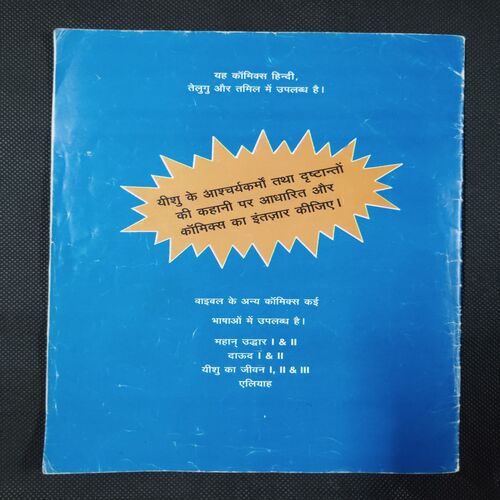 यह कॉमिक्स हिन्दी,
तेलुगु और तमिल में उपलब्ध है।
यीशु के आश्चर्यकर्मों तथा दृष्टान्तों
की कहानी पर आधारित और
कॉमिक्स का इंतज़ार कीजिए।
बाइबल के अन्य कॉमिक्स कई
भाषाओं में उपलब्ध है।
महान् उद्धार I & II
दाऊद I & II
यीशु का जीवन I, II & III
एलियाह